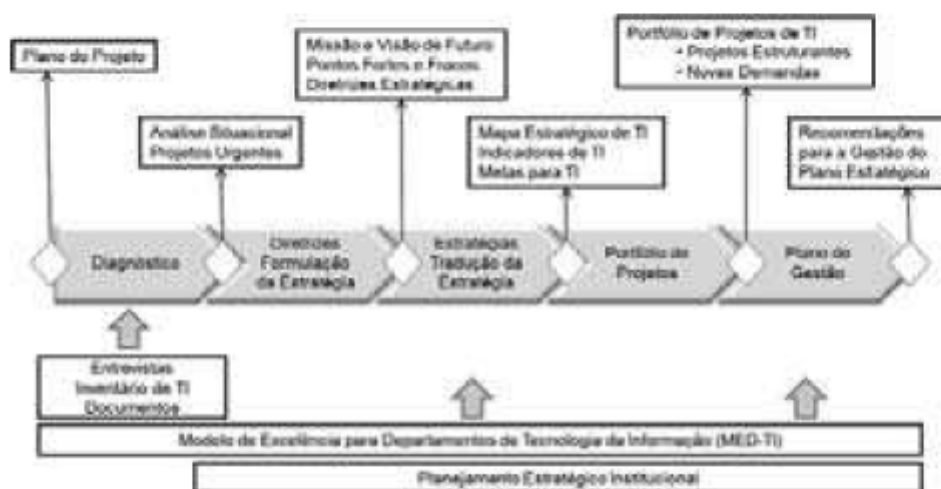 Plano do Projeto
Análise Situacional
Projetos Urgentes
Missão e Visão de Futuro
Pontos Fortes e Fracos
Diretrizes Estratégicas
Mapa Estratégico de TI
Indicadores de TI
Metas para TI
Portfólio de Projetos de TI
• Projetos Estruturantes
• Novas Demandas
Recomendações
para a Gestão do
Plano Estratégico
Diagnóstico
Diretrizes
Formulação
da Estratégia
Estratégias
Tradução da
Estratégia
Portfólio de
Projetos
Plano de
Gestão
Entrevistas
Inventário de TI
Documentos
Modelo de Excelência para Departamentos de Tecnologia da Informação (MED-TI)
Planejamento Estratégico Institucional